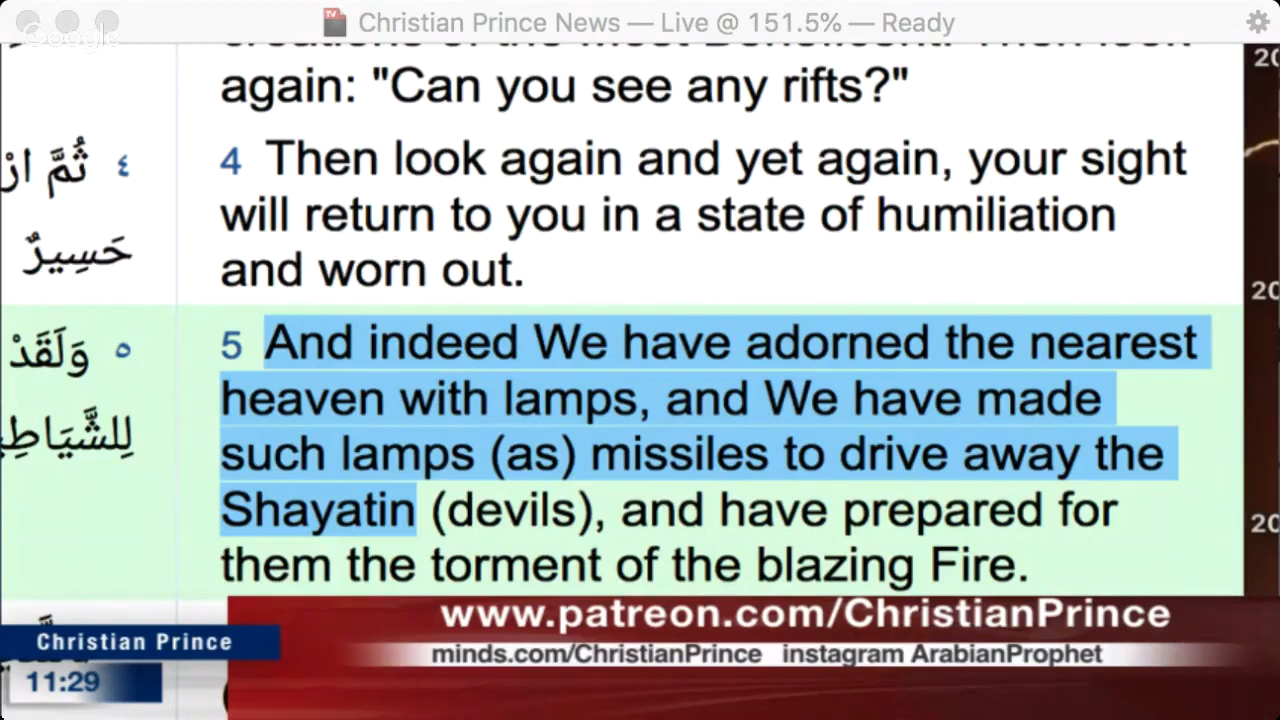 Christian Prince News — Live @ 151.5% — Ready
Google
again: "Can you see any rifts?"
ثُمَّ ٤
4 Then look again and yet again, your sight
will return to you in a state of humiliation
حَسِيرٌ
and worn out.
وَلَقَدْ ٥
5 And indeed We have adorned the nearest
heaven with lamps, and We have made
such lamps (as) missiles to drive away the
Shayatin (devils), and have prepared for
them the torment of the blazing Fire.
www.patreon.com/ChristianPrince
Christian Prince
minds.com/ChristianPrince instagram ArabianProphet
11:29